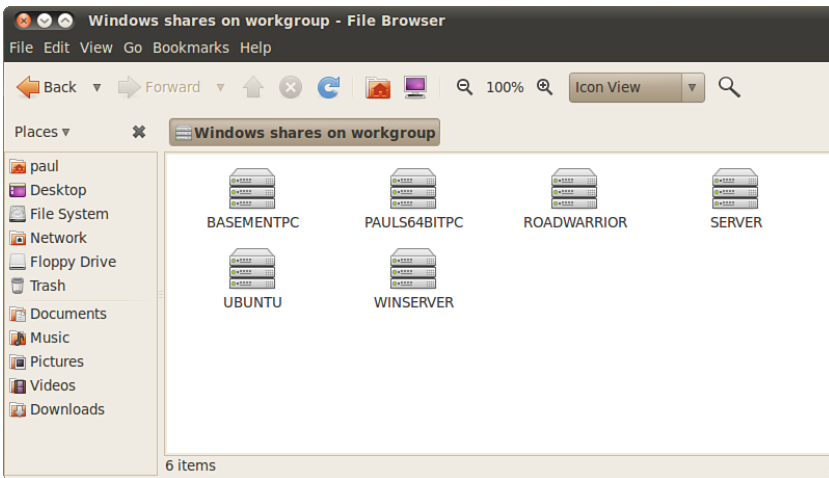 Windows shares on workgroup - File Browser
File Edit View Go Bookmarks Help
Back Forward 100% Icon View
Places Windows shares on workgroup
paul
Desktop
File System
Network
Floppy Drive
Trash
Documents
Music
Pictures
Videos
Downloads
BASEMENTPC PAULS64BITPC ROADWARRIOR SERVER
UBUNTU WINSERVER
6 items